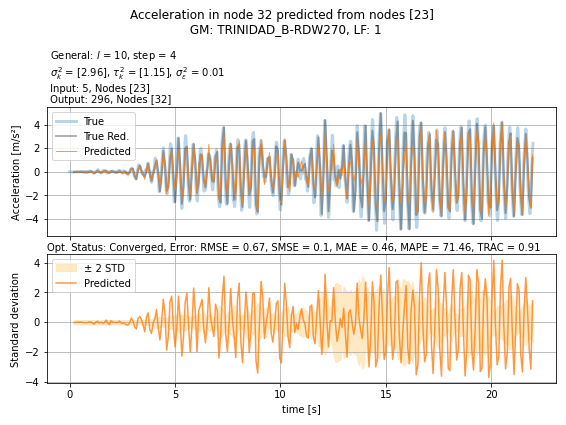 Acceleration in node 32 predicted from nodes [23]
GM: TRINIDAD_B-RDW270, LF: 1
General: l = 10, step = 4
σ²ₖ = [2.96], τ²ₖ = [1.15], σ²ε = 0.01
Input: 5, Nodes [23]
Output: 296, Nodes [32]
Acceleration [m/s²]
4
2
0
−2
−4
True
True Red.
Predicted
Opt. Status: Converged, Error: RMSE = 0.67, SMSE = 0.1, MAE = 0.46, MAPE = 71.46, TRAC = 0.91
Standard deviation
4
2
0
−2
−4
± 2 STD
Predicted
0 5 10 15 20
time [s]